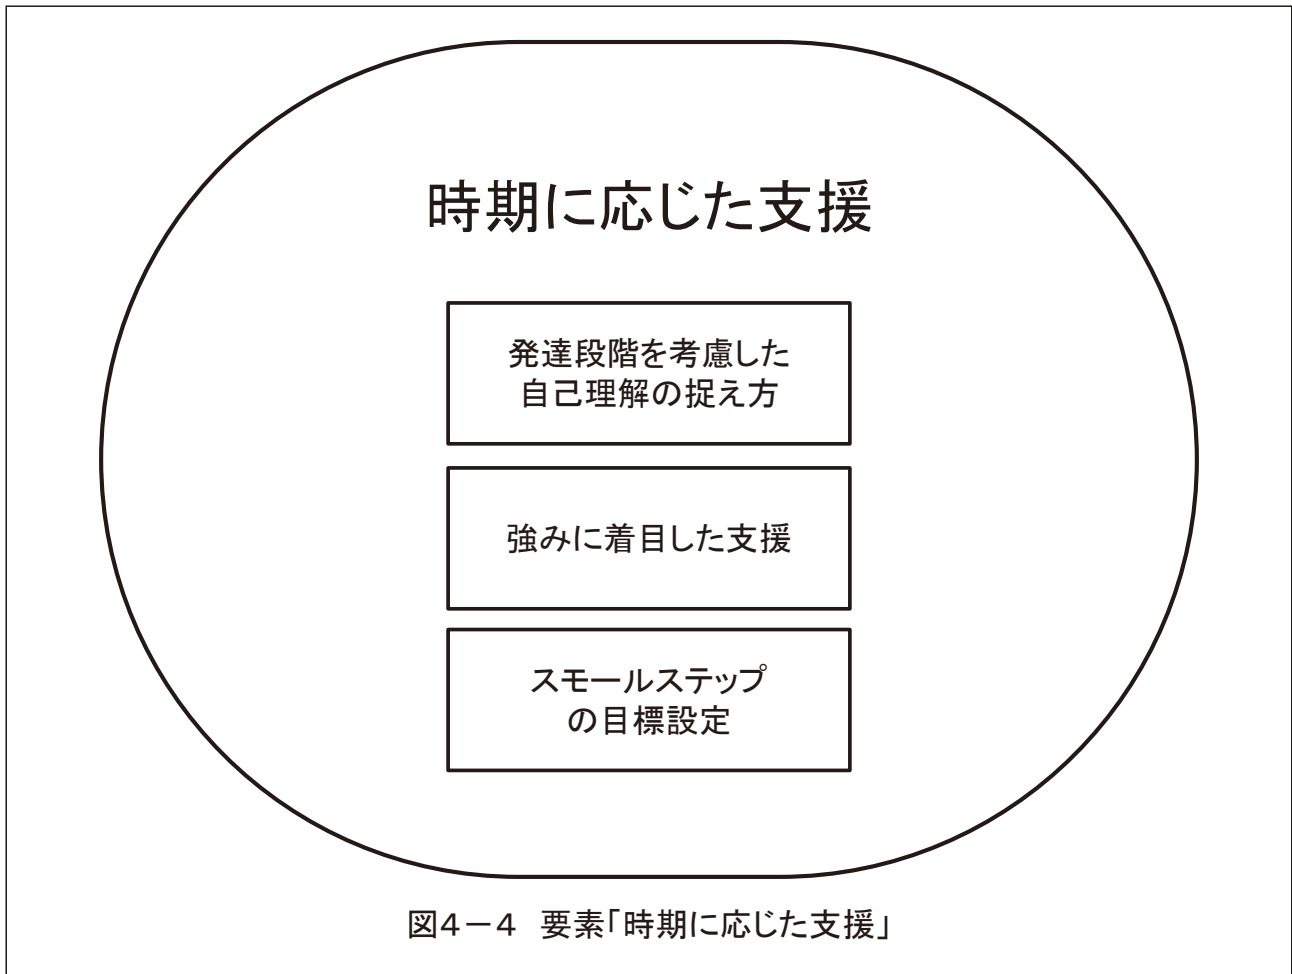 時期に応じた支援
発達段階を考慮した
自己理解の捉え方
強みに着目した支援
スモールステップ
の目標設定
図４－４　要素「時期に応じた支援」